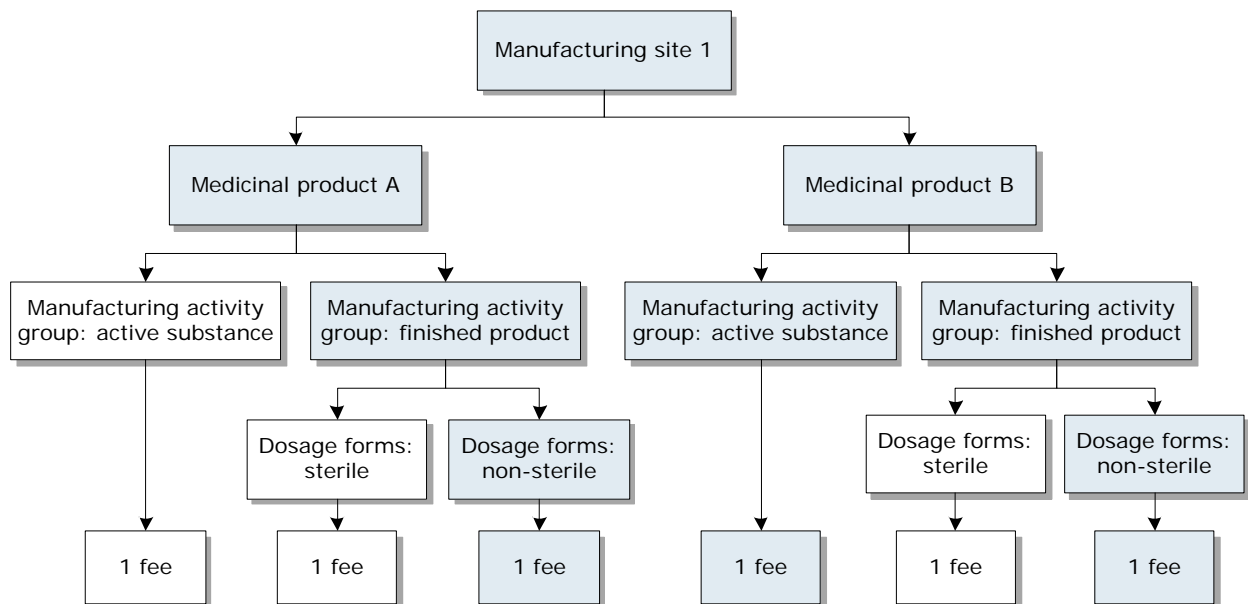 Manufacturing site 1
Medicinal product A
Medicinal product B
Manufacturing activity
group: active substance
Manufacturing activity
group: finished product
Manufacturing activity
group: active substance
Manufacturing activity
group: finished product
Dosage forms:
sterile
Dosage forms:
non-sterile
Dosage forms:
sterile
Dosage forms:
non-sterile
1 fee
1 fee
1 fee
1 fee
1 fee
1 fee